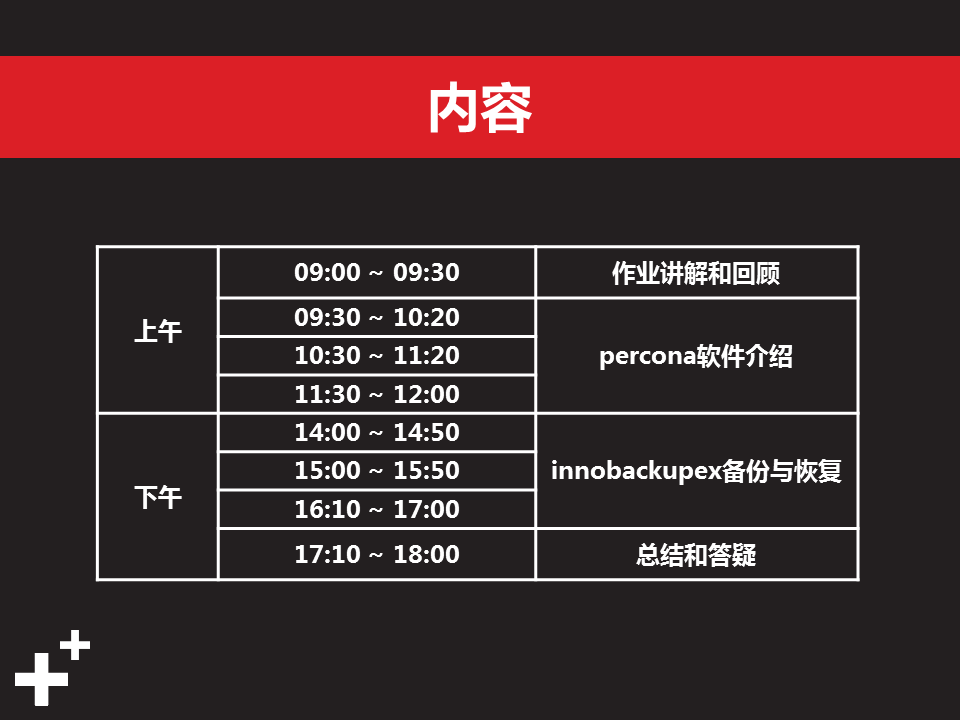 内容
上午
09:00 ~ 09:30
作业讲解和回顾
09:30 ~ 10:20
10:30 ~ 11:20
11:30 ~ 12:00
percona软件介绍
下午
14:00 ~ 14:50
15:00 ~ 15:50
16:10 ~ 17:00
innobackupex备份与恢复
17:10 ~ 18:00
总结和答疑